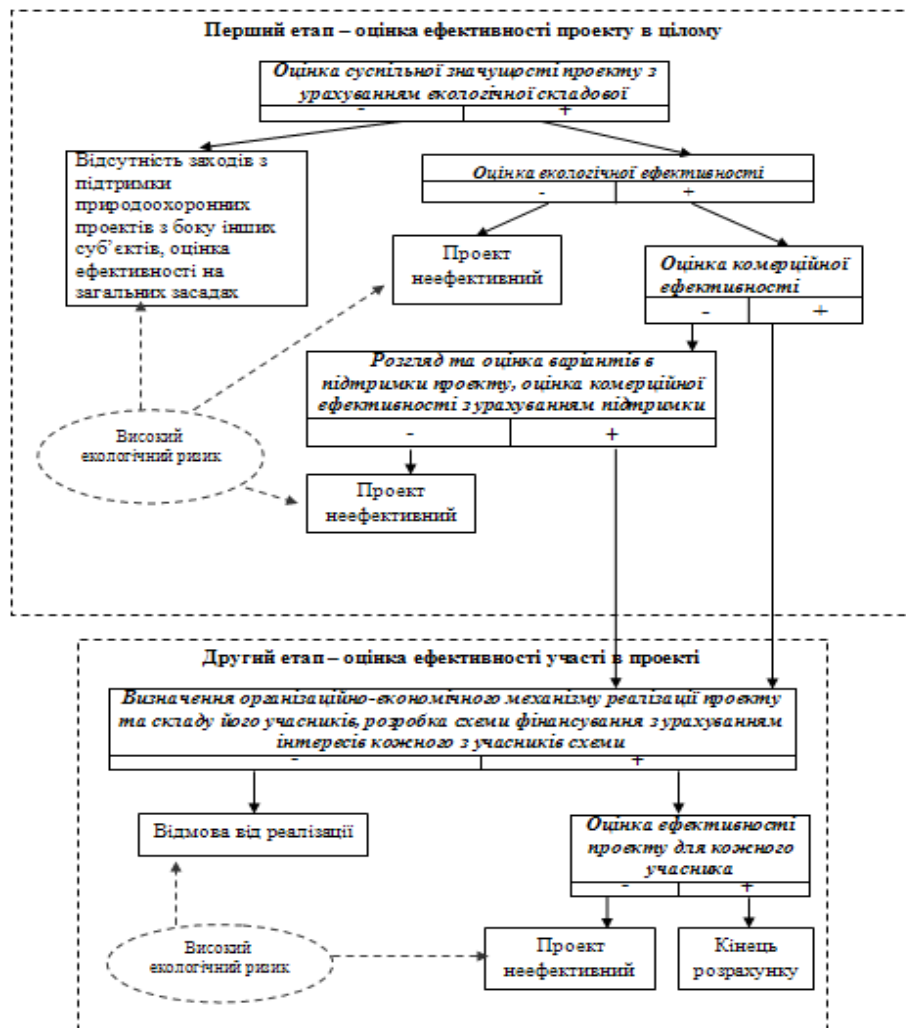 Перший етап – оцінка ефективності проекту в цілому
Оцінка суспільної значущості проекту з
урахуванням екологічної складової
- +
Відсутність заходів з
підтримки
природоохоронних
проектів з боку інших
суб’єктів, оцінка
ефективності на
загальних засадах
Оцінка екологічної ефективності
- +
Проект
неефективний
Оцінка комерційної
ефективності
- +
Розгляд та оцінка варіантів в
підтримки проекту, оцінка комерційної
ефективності з урахуванням підтримки
- +
Високий
екологічний ризик
Проект
неефективний
Другий етап – оцінка ефективності участі в проекті
Визначення організаційно-економічного механізму реалізації проекту
та складу його учасників, розробка схеми фінансування з урахуванням
інтересів кожного з учасників схеми
- +
Відмова від реалізації
Оцінка ефективності
проекту для кожного
учасника
- +
Високий
екологічний ризик
Проект
неефективний
Кінець
розрахунку